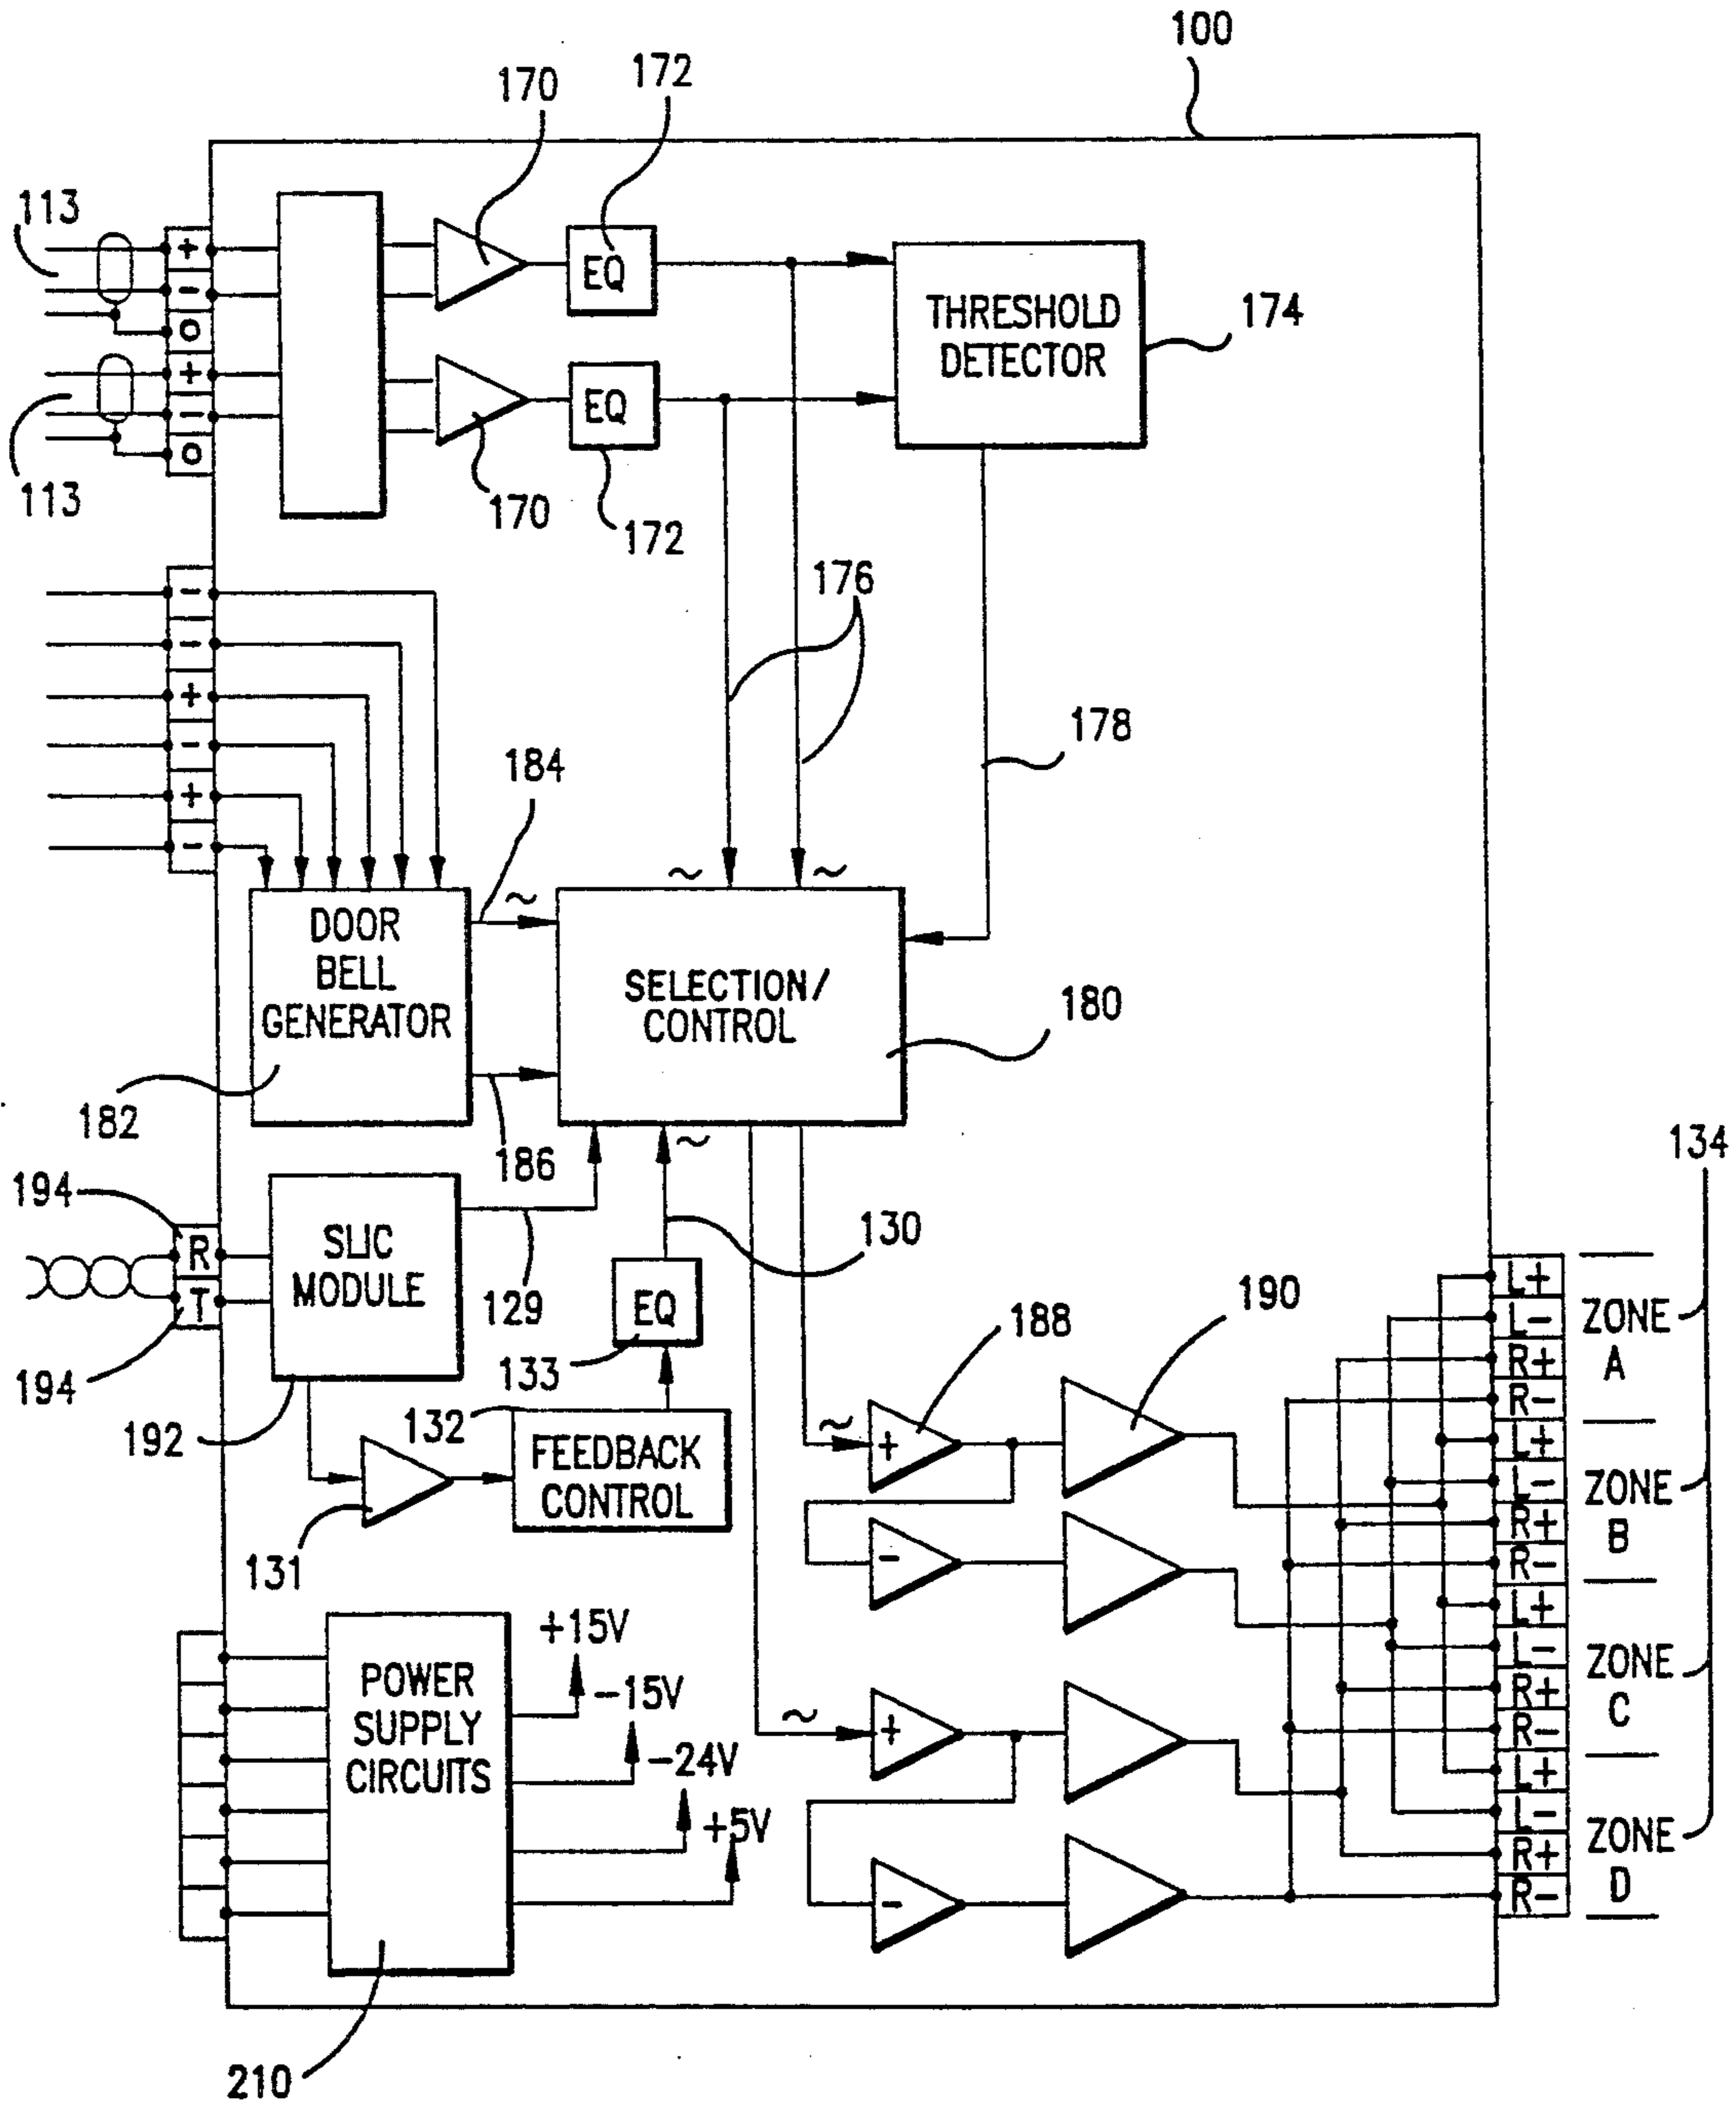 100
172
170
113
+
-
O
+
-
O
113
EQ
EQ
THRESHOLD
DETECTOR
174
170
172
176
178
-
-
+
-
+
-
184
~
~
~
DOOR
BELL
GENERATOR
SELECTION/
CONTROL
180
182
186
~
134
194
R
T
194
SLIC
MODULE
129
130
EQ
133
192
132
FEEDBACK
CONTROL
131
188
190
~
+
-
~
+
-
L+
L-
R+
R-
ZONE
A
L+
L-
R+
R-
ZONE
B
L+
L-
R+
R-
ZONE
C
L+
L-
R+
R-
ZONE
D
POWER
SUPPLY
CIRCUITS
+15V
-15V
-24V
+5V
210